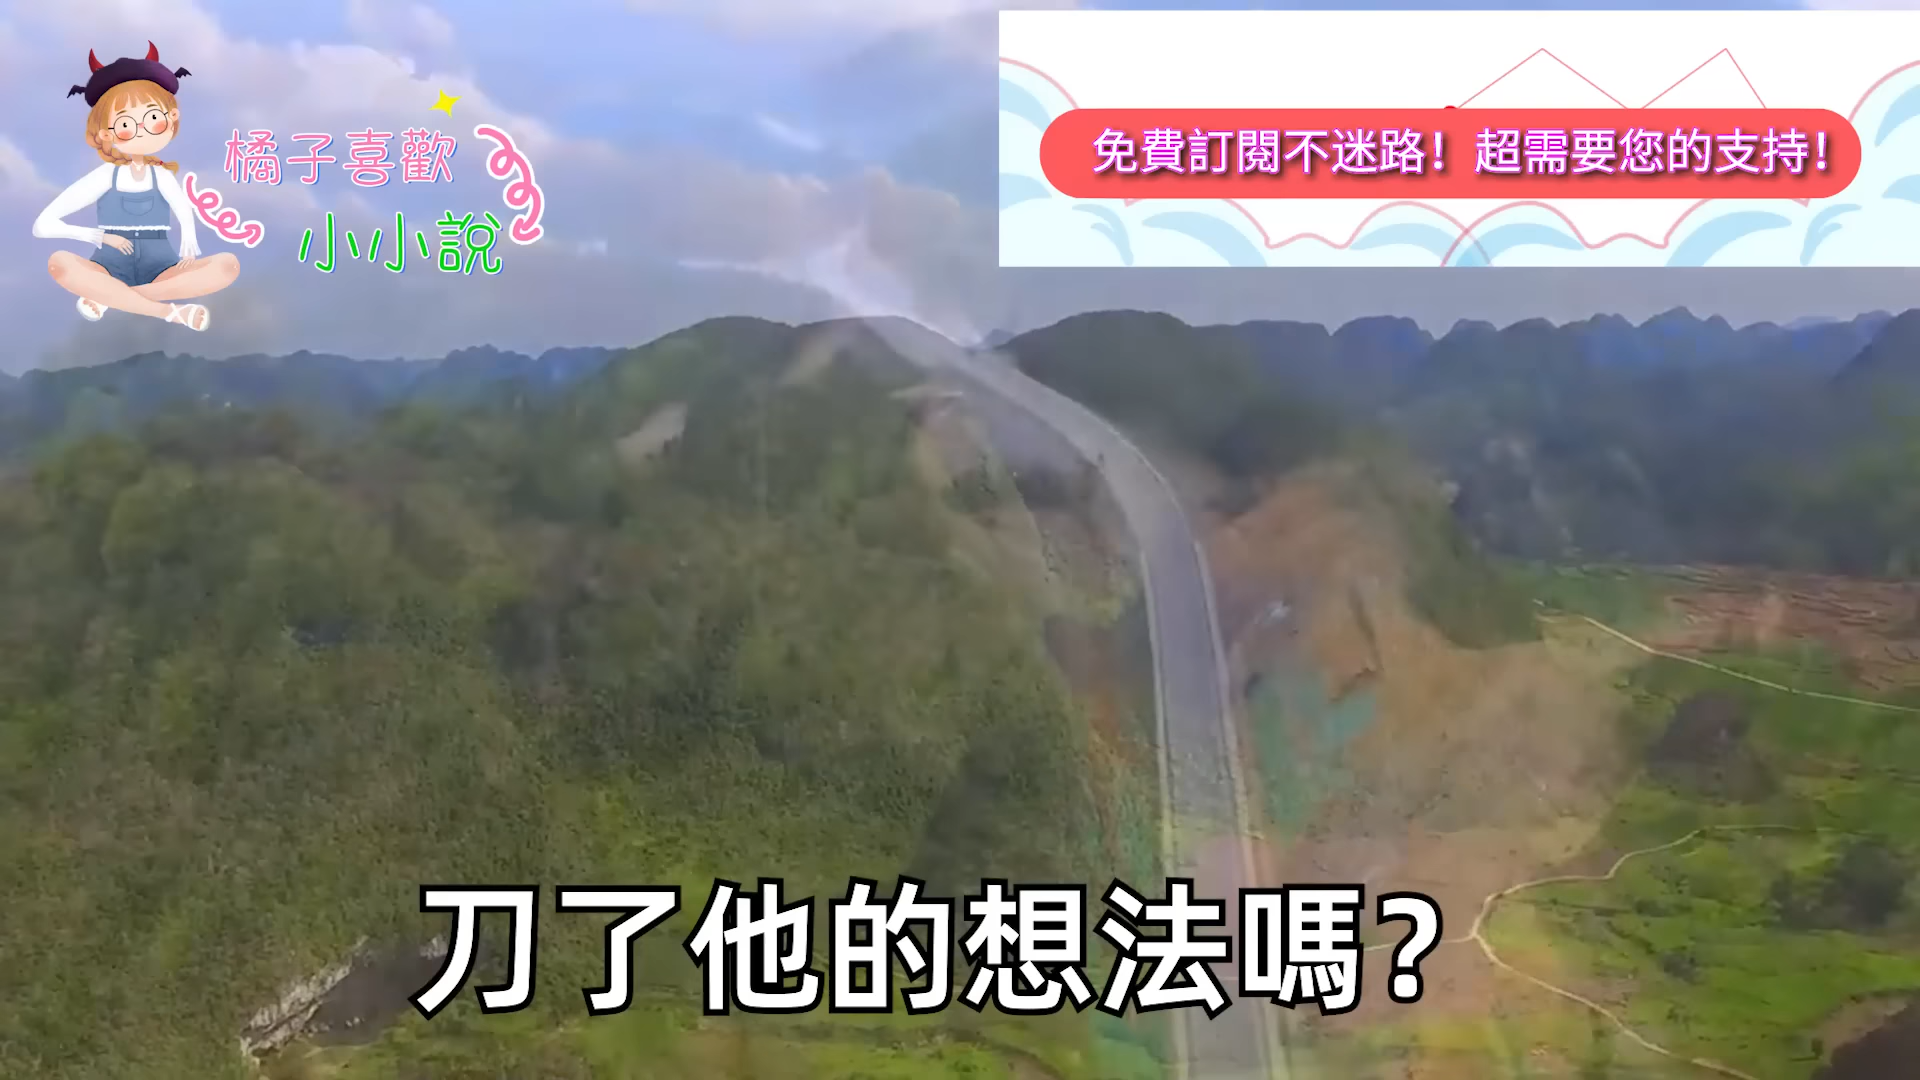 橘子喜歡
小小說
免費訂閱不迷路！超需要您的支持！
刀了他的想法嗎？